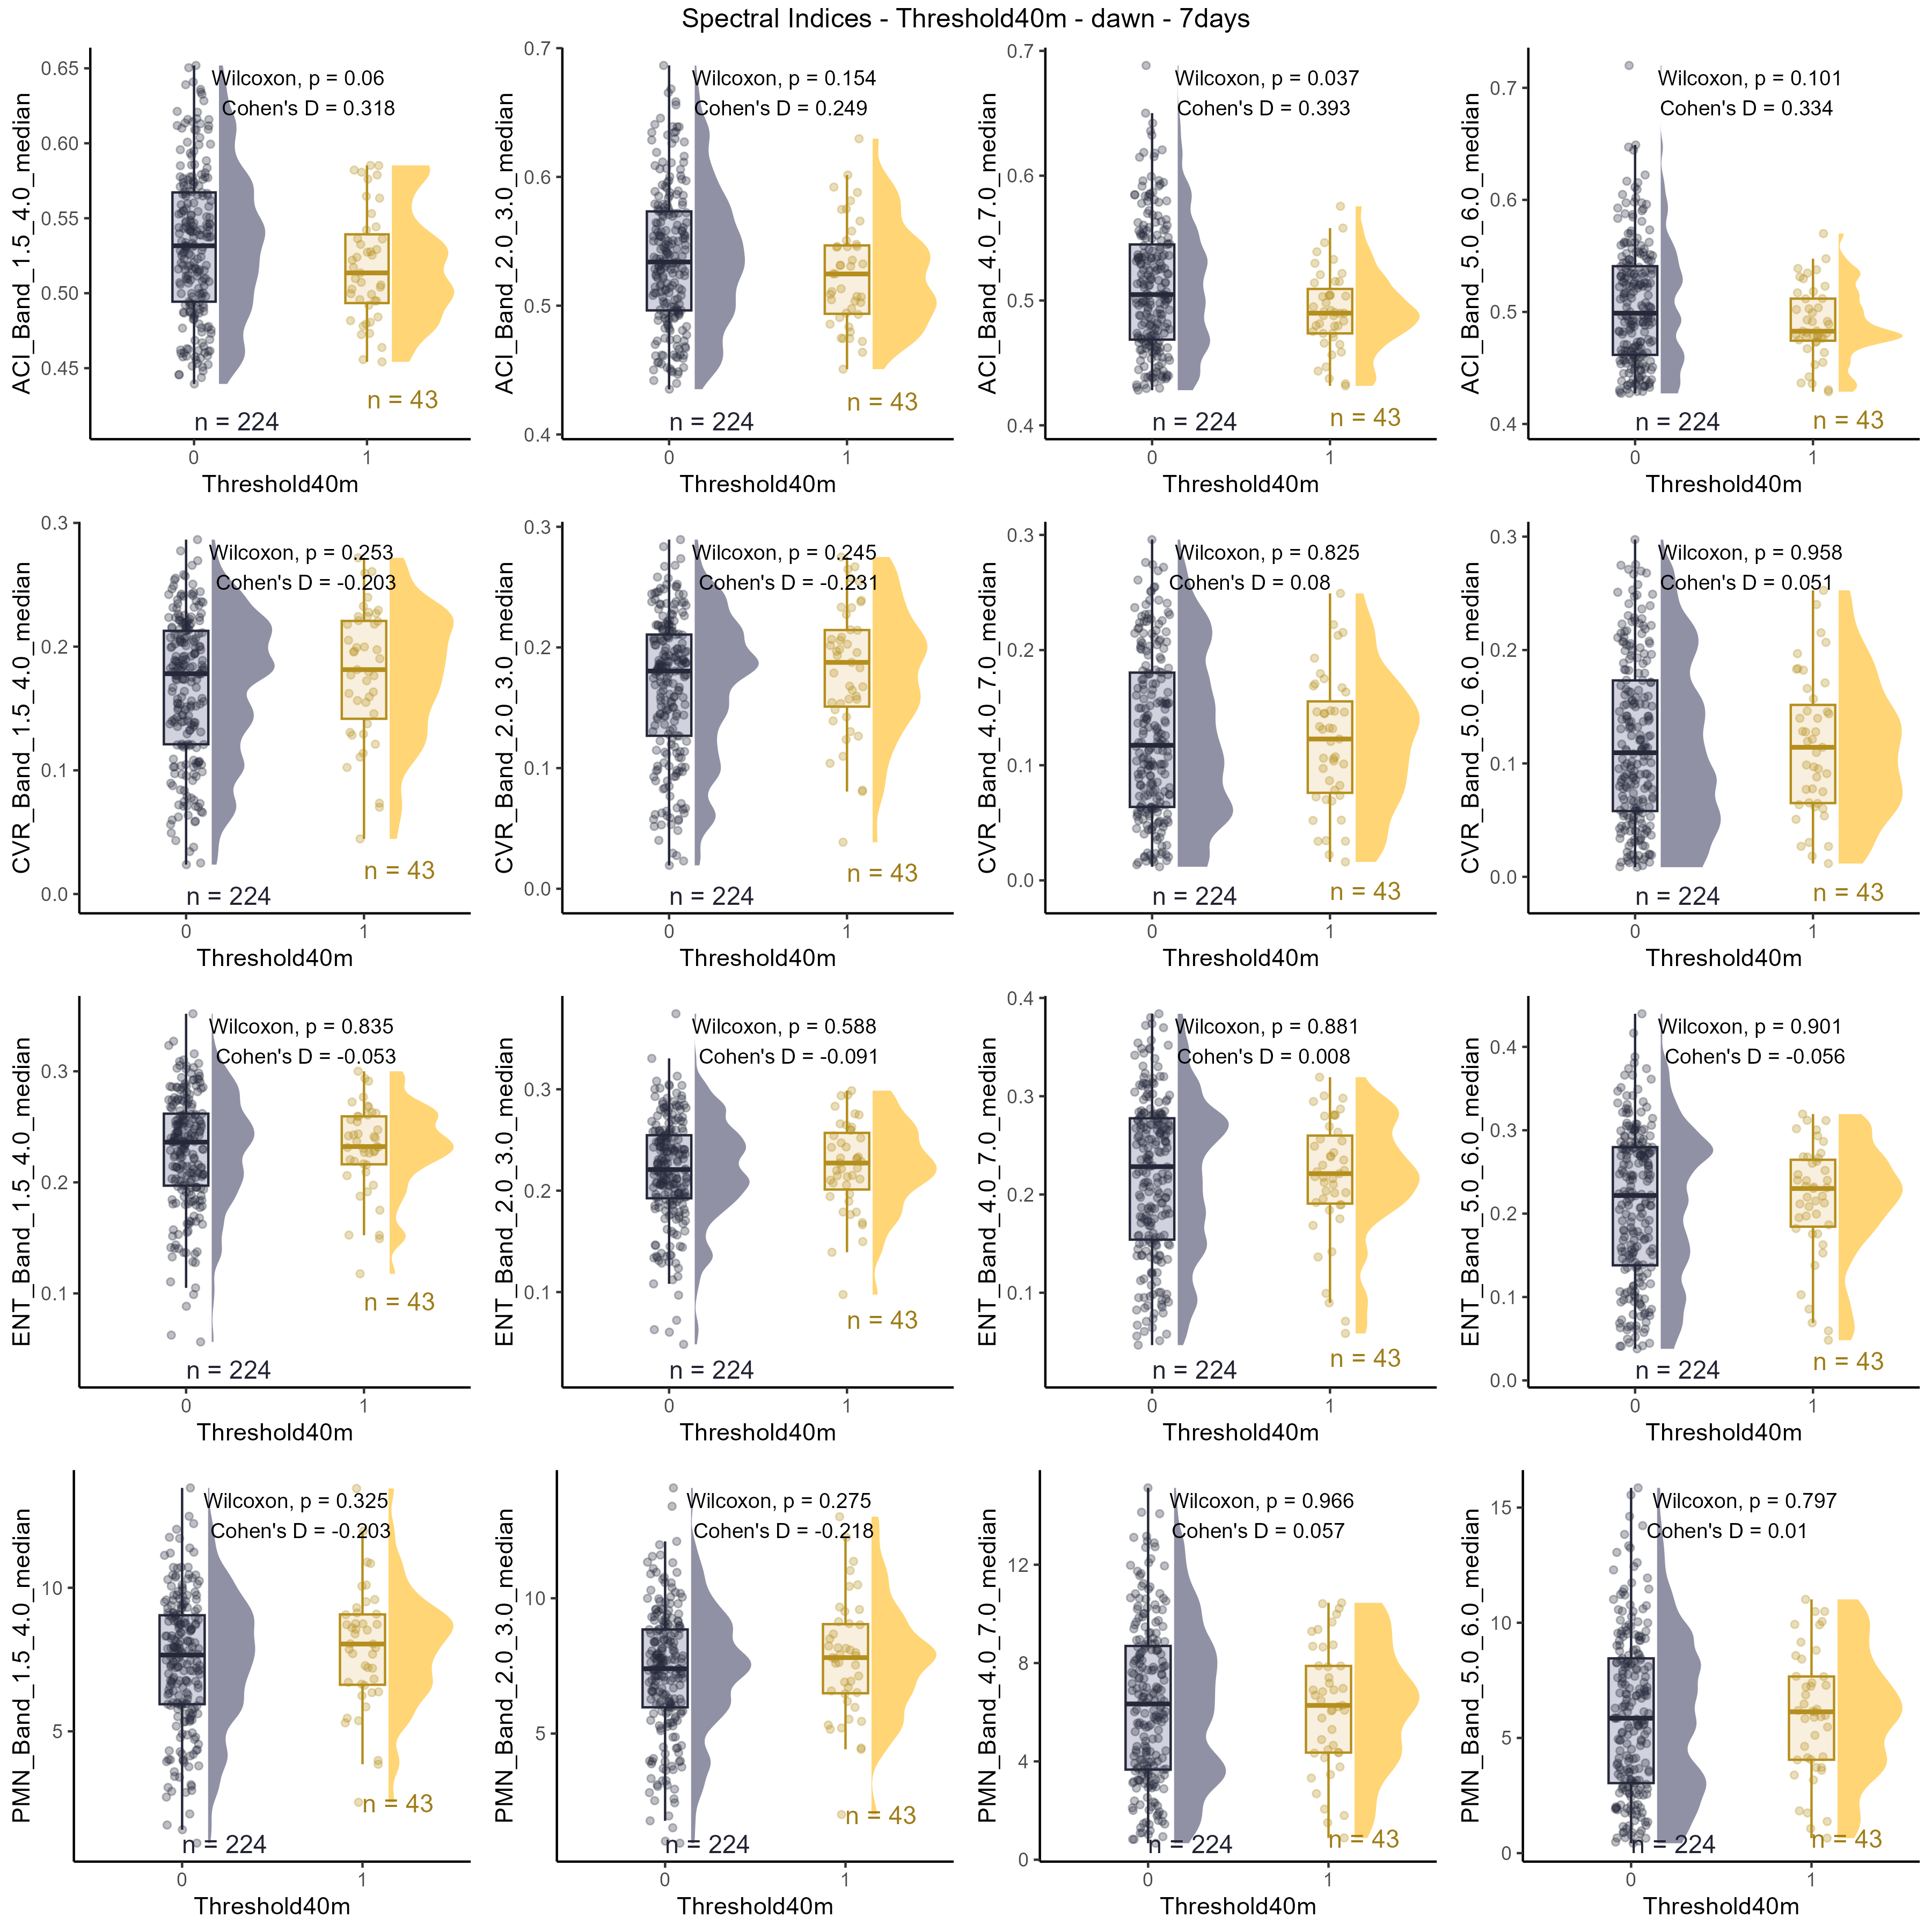 Spectral Indices - Threshold40m - dawn - 7days
ACI_Band_1.5_4.0_median
0.65
0.60
0.55
0.50
0.45
Wilcoxon, p = 0.06
Cohen's D = 0.318
n = 224
n = 43
0
1
Threshold40m
ACI_Band_2.0_3.0_median
0.7
0.6
0.5
0.4
Wilcoxon, p = 0.154
Cohen's D = 0.249
n = 224
n = 43
0
1
Threshold40m
ACI_Band_4.0_7.0_median
0.7
0.6
0.5
0.4
Wilcoxon, p = 0.037
Cohen's D = 0.393
n = 224
n = 43
0
1
Threshold40m
ACI_Band_5.0_6.0_median
0.7
0.6
0.5
0.4
Wilcoxon, p = 0.101
Cohen's D = 0.334
n = 224
n = 43
0
1
Threshold40m
CVR_Band_1.5_4.0_median
0.3
0.2
0.1
0.0
Wilcoxon, p = 0.253
Cohen's D = -0.203
n = 224
n = 43
0
1
Threshold40m
CVR_Band_2.0_3.0_median
0.3
0.2
0.1
0.0
Wilcoxon, p = 0.245
Cohen's D = -0.231
n = 224
n = 43
0
1
Threshold40m
CVR_Band_4.0_7.0_median
0.3
0.2
0.1
0.0
Wilcoxon, p = 0.825
Cohen's D = 0.08
n = 224
n = 43
0
1
Threshold40m
CVR_Band_5.0_6.0_median
0.3
0.2
0.1
0.0
Wilcoxon, p = 0.958
Cohen's D = 0.051
n = 224
n = 43
0
1
Threshold40m
ENT_Band_1.5_4.0_median
0.3
0.2
0.1
Wilcoxon, p = 0.835
Cohen's D = -0.053
n = 224
n = 43
0
1
Threshold40m
ENT_Band_2.0_3.0_median
0.3
0.2
0.1
Wilcoxon, p = 0.588
Cohen's D = -0.091
n = 224
n = 43
0
1
Threshold40m
ENT_Band_4.0_7.0_median
0.4
0.3
0.2
0.1
Wilcoxon, p = 0.881
Cohen's D = 0.008
n = 224
n = 43
0
1
Threshold40m
ENT_Band_5.0_6.0_median
0.4
0.3
0.2
0.1
0.0
Wilcoxon, p = 0.901
Cohen's D = -0.056
n = 224
n = 43
0
1
Threshold40m
PMN_Band_1.5_4.0_median
10
5
Wilcoxon, p = 0.325
Cohen's D = -0.203
n = 224
n = 43
0
1
Threshold40m
PMN_Band_2.0_3.0_median
10
5
Wilcoxon, p = 0.275
Cohen's D = -0.218
n = 224
n = 43
0
1
Threshold40m
PMN_Band_4.0_7.0_median
12
8
4
0
Wilcoxon, p = 0.966
Cohen's D = 0.057
n = 224
n = 43
0
1
Threshold40m
PMN_Band_5.0_6.0_median
15
10
5
0
Wilcoxon, p = 0.797
Cohen's D = 0.01
n = 224
n = 43
0
1
Threshold40m